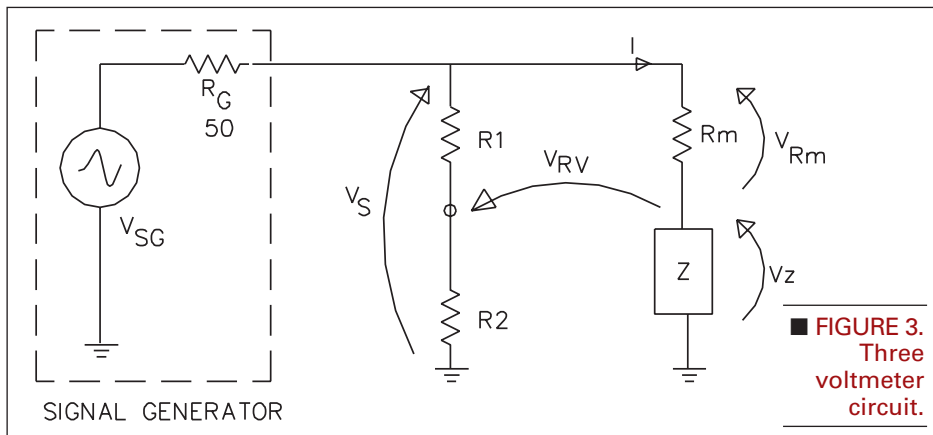 I
R_G
50
R1
Rm
V_Rm
V_RV
V_S
V_SG
Z
Vz
R2
■ FIGURE 3.
Three
voltmeter
circuit.
SIGNAL GENERATOR